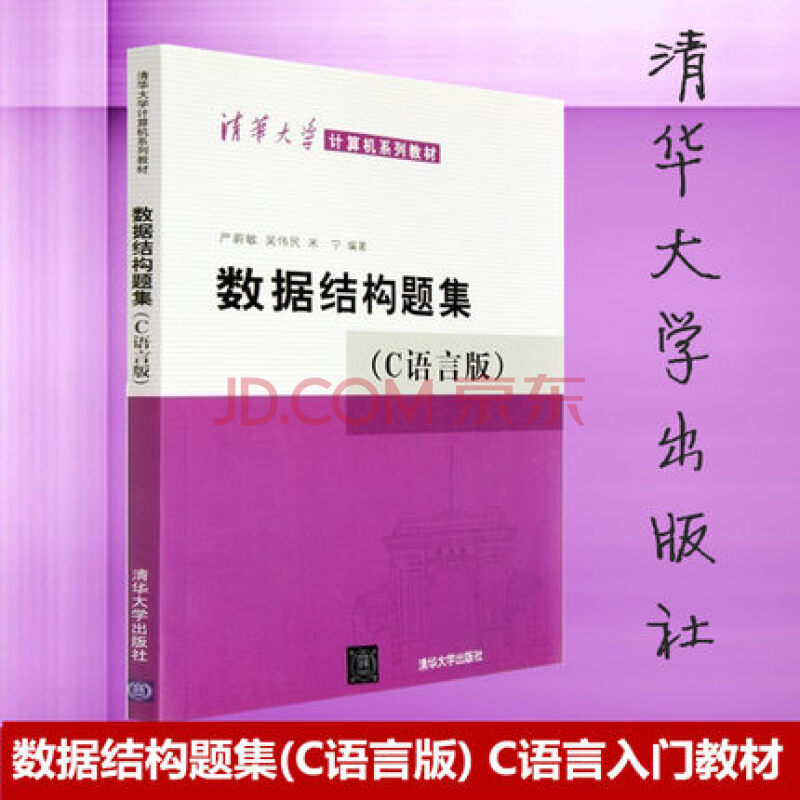 清华大学计算机系列教材
数据结构题集(C语言版)
清华大学出版社
清华大学 计算机系列教材
严蔚敏 吴伟民 米 宁 编著
数据结构题集
(C语言版)
JD.COM 京东
清华大学出版社
清华大学出版社
数据结构题集(C语言版) C语言入门教材